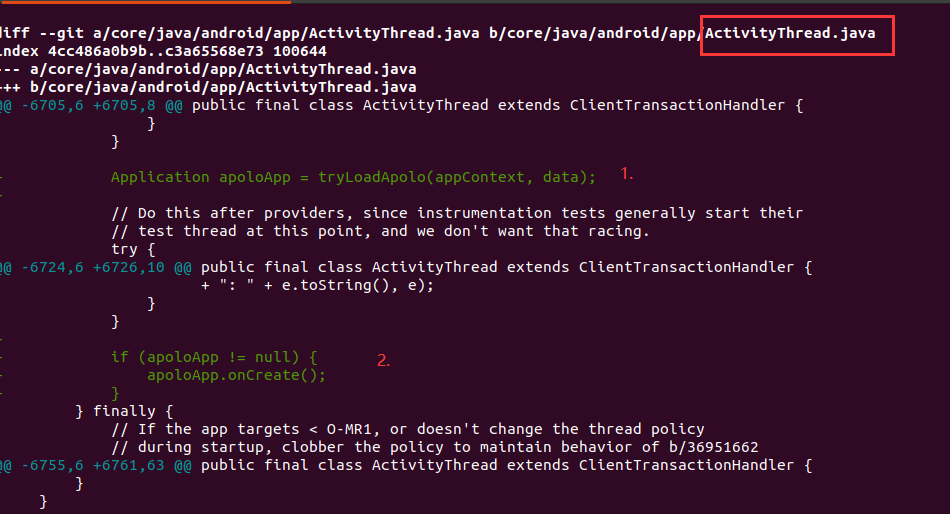 diff --git a/core/java/android/app/ActivityThread.java b/core/java/android/app/ActivityThread.java
index 4cc486a0b9b..c3a65568e73 100644
--- a/core/java/android/app/ActivityThread.java
+++ b/core/java/android/app/ActivityThread.java
@@ -6705,6 +6705,8 @@ public final class ActivityThread extends ClientTransactionHandler {
                }
            }

+            Application apoloApp = tryLoadApolo(appContext, data); 1.
+
            // Do this after providers, since instrumentation tests generally start their
            // test thread at this point, and we don't want that racing.
            try {
@@ -6724,6 +6726,10 @@ public final class ActivityThread extends ClientTransactionHandler {
                      + ": " + e.toString(), e);
                }
            }
+
+            if (apoloApp != null) { 2.
+                apoloApp.onCreate();
+            }
        } finally {
            // If the app targets < O-MR1, or doesn't change the thread policy
            // during startup, clobber the policy to maintain behavior of b/36951662
@@ -6755,6 +6761,63 @@ public final class ActivityThread extends ClientTransactionHandler {
        }
    }